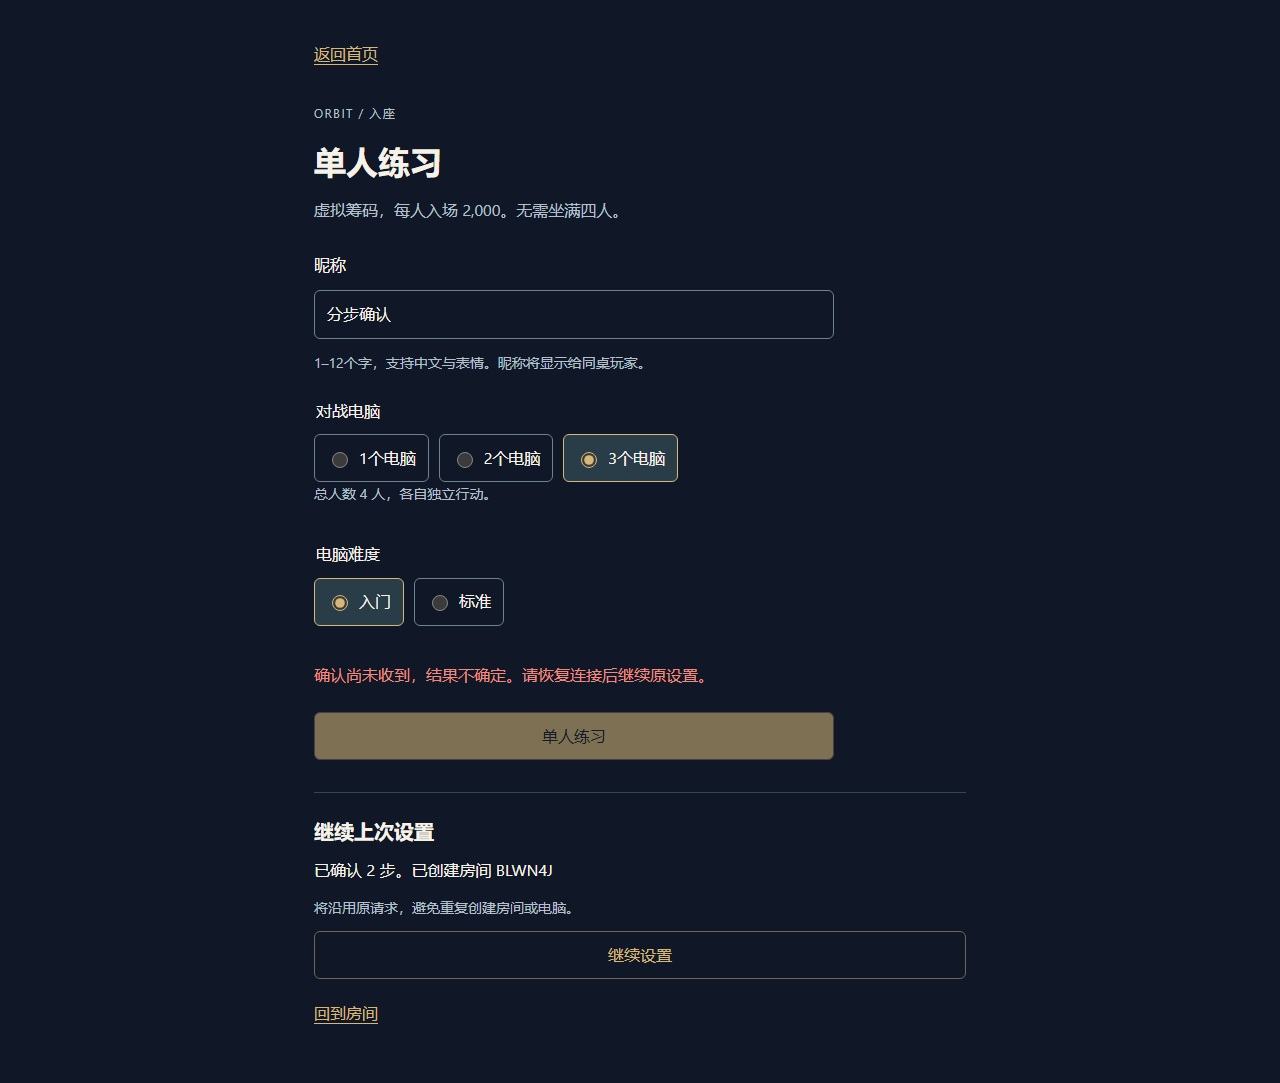 返回首页
ORBIT / 入座
单人练习
虚拟筹码，每人入场 2,000。无需坐满四人。
昵称
分步确认
1–12个字，支持中文与表情。昵称将显示给同桌玩家。
对战电脑
1个电脑 2个电脑 3个电脑
总人数 4 人，各自独立行动。
电脑难度
入门 标准
确认尚未收到，结果不确定。请恢复连接后继续原设置。
单人练习
继续上次设置
已确认 2 步。已创建房间 BLWN4J
将沿用原请求，避免重复创建房间或电脑。
继续设置
回到房间